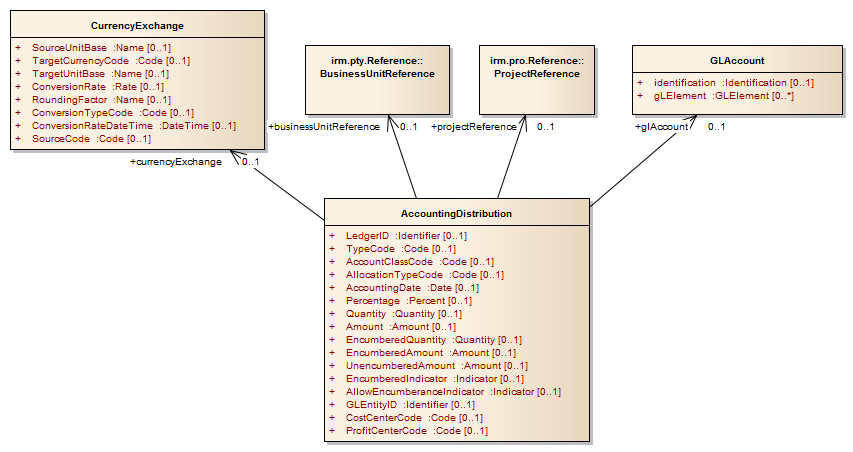 CurrencyExchange
+ SourceUnitBase :Name [0..1]
+ TargetCurrencyCode :Code [0..1]
+ TargetUnitBase :Name [0..1]
+ ConversionRate :Rate [0..1]
+ RoundingFactor :Name [0..1]
+ ConversionTypeCode :Code [0..1]
+ ConversionRateDateTime :DateTime [0..1]
+ SourceCode :Code [0..1]
irm.pty.Reference::
BusinessUnitReference
irm.pro.Reference::
ProjectReference
GLAccount
+ identification :Identification [0..1]
+ glElement :GLElement [0..*]
+businessUnitReference 0..1
+projectReference 0..1
+glAccount 0..1
+currencyExchange 0..1
AccountingDistribution
+ LedgerID :Identifier [0..1]
+ TypeCode :Code [0..1]
+ AccountClassCode :Code [0..1]
+ AllocationTypeCode :Code [0..1]
+ AccountingDate :Date [0..1]
+ Percentage :Percent [0..1]
+ Quantity :Quantity [0..1]
+ Amount :Amount [0..1]
+ EncumberedQuantity :Quantity [0..1]
+ EncumberedAmount :Amount [0..1]
+ UnencumberedAmount :Amount [0..1]
+ EncumberedIndicator :Indicator [0..1]
+ AllowEncumberanceIndicator :Indicator [0..1]
+ GLEntityID :Identifier [0..1]
+ CostCenterCode :Code [0..1]
+ ProfitCenterCode :Code [0..1]